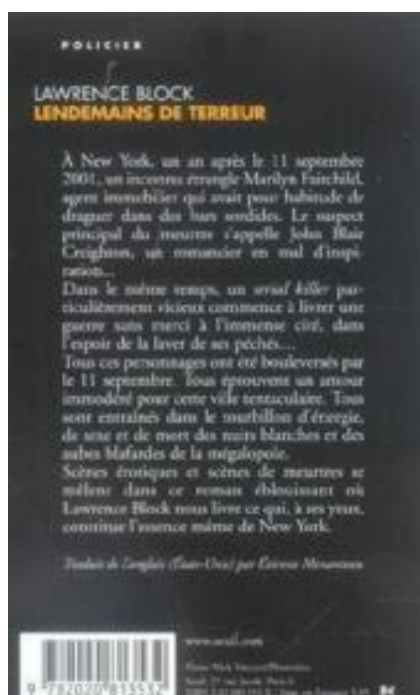 POLICIER
LAWRENCE BLOCK
LENDEMAINS DE TERREUR
À New York, un an après le 11 septembre
2001, un inconnu étrangle Marilyn Fairchild,
agent immobilier qui avait pour habitude de
draguer dans des bars sordides. Le suspect
principal du meurtre s'appelle John Blair
Creighton, un romancier en mal d'inspi-
ration...
Dans le même temps, un serial killer par-
ticulièrement vicieux commence à livrer une
guerre sans merci à l'immense cité, dans
l'espoir de la laver de ses péchés...
Tous ces personnages ont été bouleversés par
le 11 septembre. Tous éprouvent un amour
immodéré pour cette ville tentaculaire. Tous
sont entraînés dans le tourbillon d'énergie,
de sexe et de mort des nuits blanches et des
aubes blafardes de la mégalopole.
Scènes érotiques et scènes de meurtres se
mêlent dans ce roman éblouissant où
Lawrence Block nous livre ce qui, à ses yeux,
constitue l'essence même de New York.
Traduit de l'anglais (États-Unis) par Étienne
www.seuil.com